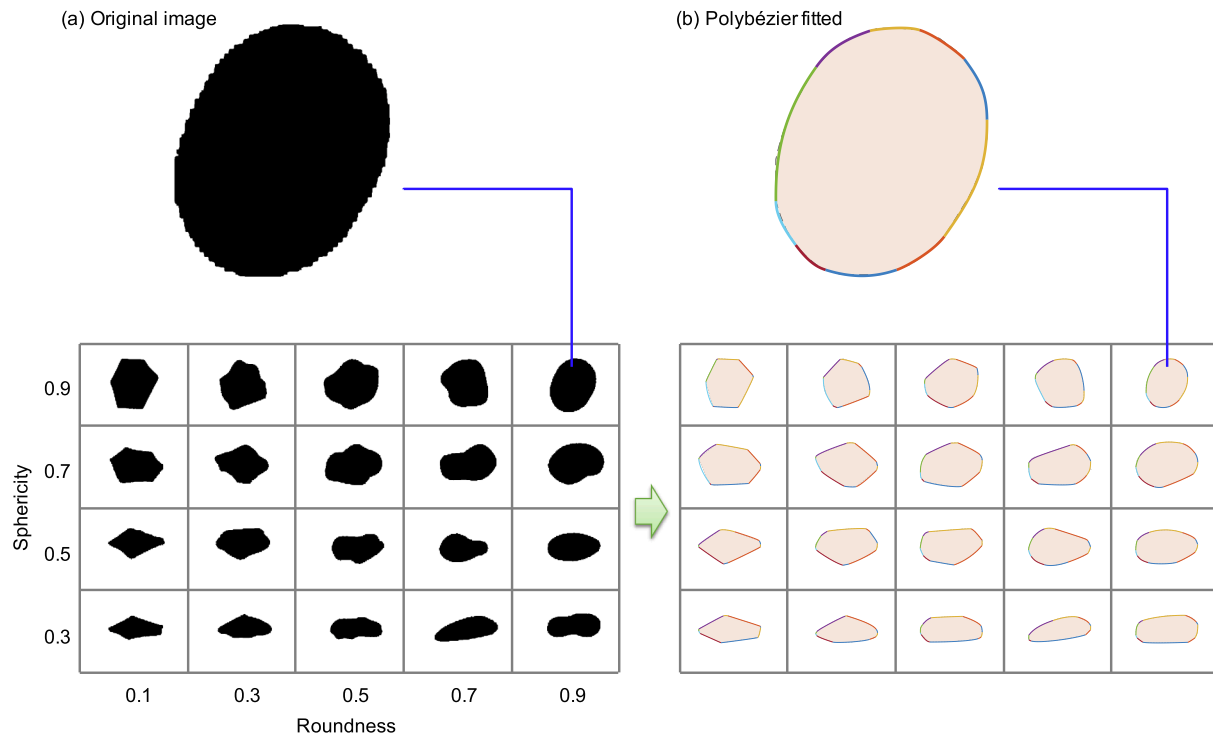 (a) Original image
(b) Polybézier fitted
0.9
0.7
0.5
0.3
Sphericity
0.1 0.3 0.5 0.7 0.9
Roundness